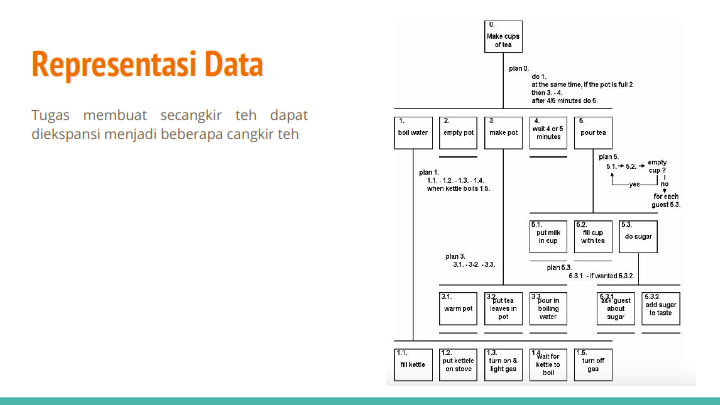 Representasi Data
Tugas membuat secangkir teh dapat
diekspansi menjadi beberapa cangkir teh
0.
Make cups
of tea
plan 0.
do 1.
at the same time, if the pot is full 2
then 3. - 4.
after 4/5 minutes do 5.
1.
boil water
2.
empty pot
3.
make pot
4.
wait 4 or 5
minutes
5.
pour tea
plan 1.
1.1. - 1.2. - 1.3. - 1.4.
when kettle boils 1.5.
plan 5.
5.1. 5.2. empty
cup ?
yes no
for each
guest 5.3.
5.1.
put milk
in cup
5.2.
fill cup
with tea
5.3.
do sugar
plan 3.
3.1. - 3.2. - 3.3.
plan 5.3.
5.3.1. - if wanted 5.3.2.
3.1.
warm pot
3.2.
put tea
leaves in
pot
3.3.
pour in
boiling
water
5.3.1.
ask guest
about
sugar
5.3.2.
add sugar
to taste
1.1.
fill kettle
1.2.
put kettele
on stove
1.3.
turn on &
light gas
1.4.
wait for
kettle to
boil
1.5.
turn off
gas